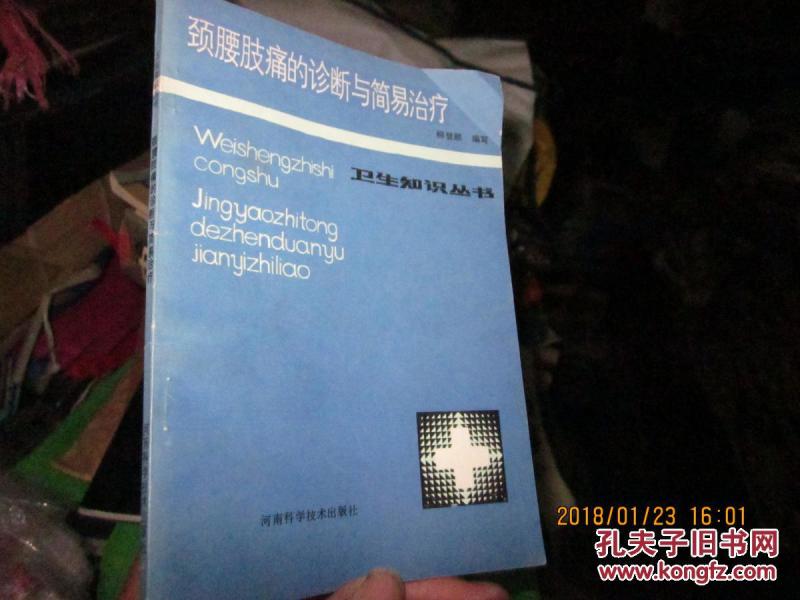 颈腰肢痛的诊断与简易治疗
编写
Weishengzhishi
congshu
卫生知识丛书
Jingyaozhitong
dezhenduanyu
jianyizhiliao
河南科学技术出版社
2018/01/23 16:01
孔夫子旧书网
www.kongfz.com